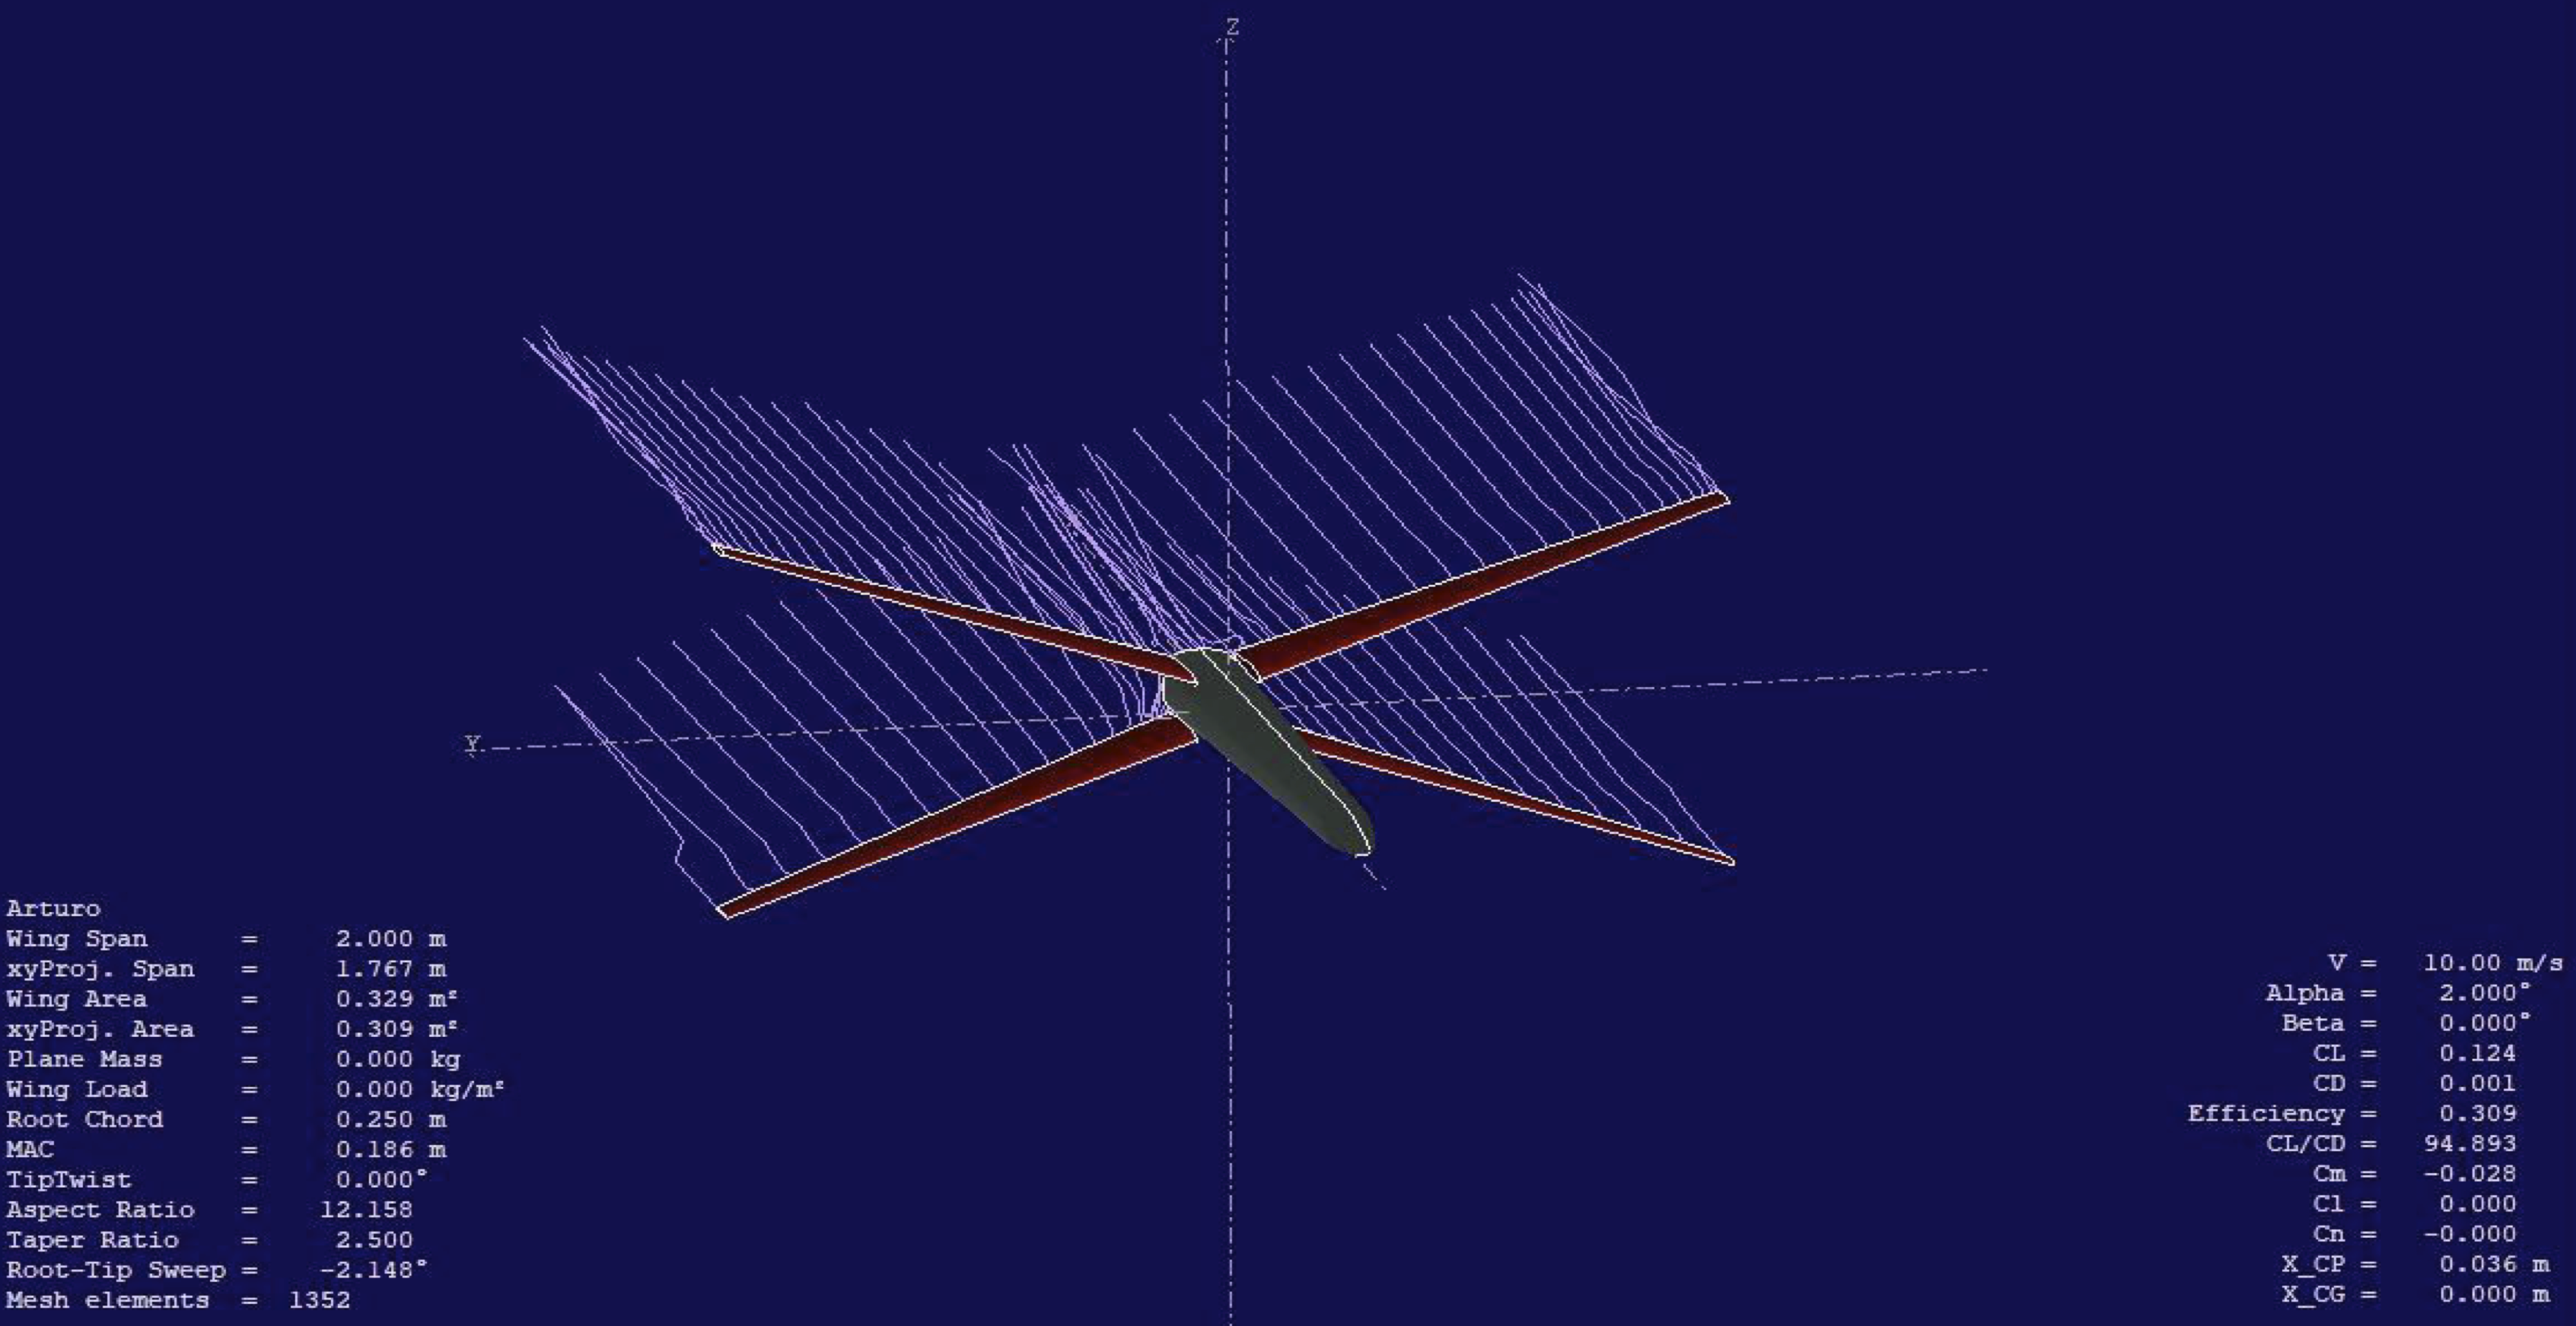 Z
Y
Arturo
Wing Span = 2.000 m
xyProj. Span = 1.767 m
Wing Area = 0.329 m²
xyProj. Area = 0.309 m²
Plane Mass = 0.000 kg
Wing Load = 0.000 kg/m²
Root Chord = 0.250 m
MAC = 0.186 m
TipTwist = 0.000°
Aspect Ratio = 12.158
Taper Ratio = 2.500
Root-Tip Sweep = -2.148°
Mesh elements = 1352
V = 10.00 m/s
Alpha = 2.000°
Beta = 0.000°
CL = 0.124
CD = 0.001
Efficiency = 0.309
CL/CD = 94.893
Cm = -0.028
Cl = 0.000
Cn = -0.000
X_CP = 0.036 m
X_CG = 0.000 m